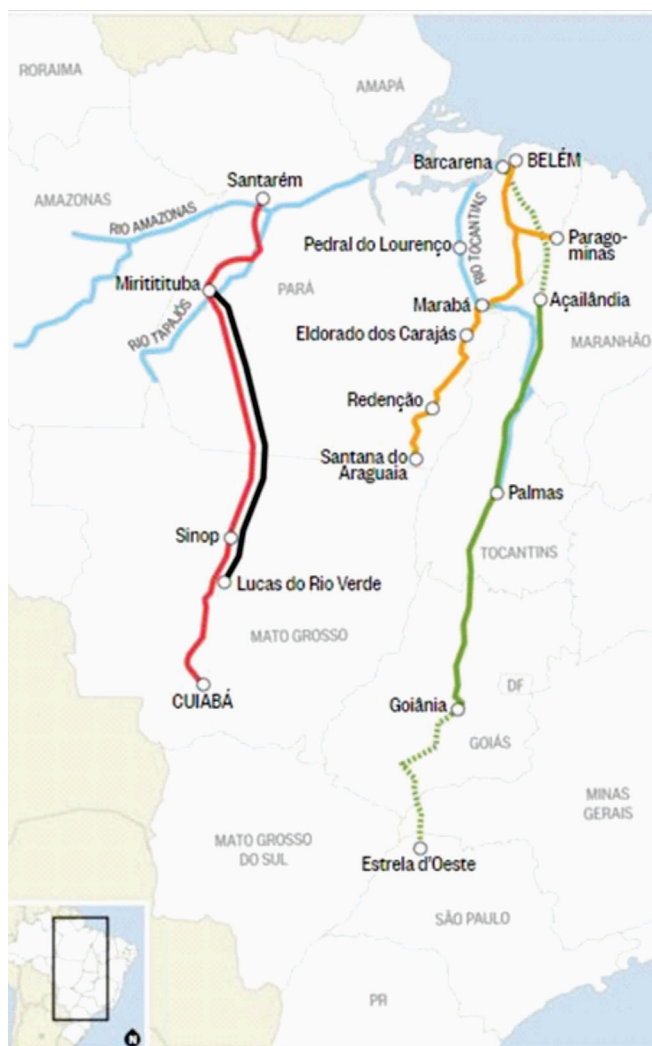 RORAIMA
AMAPÁ
Barcarena
BELÉM
Santarém
AMAZONAS
RIO AMAZONAS
RIO TOCANTINS
Pedral do Lourenço
Parago-
minas
Miritituba
PARÁ
Marabá
Açailândia
RIO TAPAJÓS
Eldorado dos Carajás
MARANHÃO
Redenção
Santana do
Araguaia
Palmas
Sinop
TOCANTINS
Lucas do Rio Verde
MATO GROSSO
CUIABÁ
DF
Goiânia
GOIÁS
MINAS
GERAIS
MATO GROSSO
DO SUL
Estrela d'Oeste
SÃO PAULO
PR
N